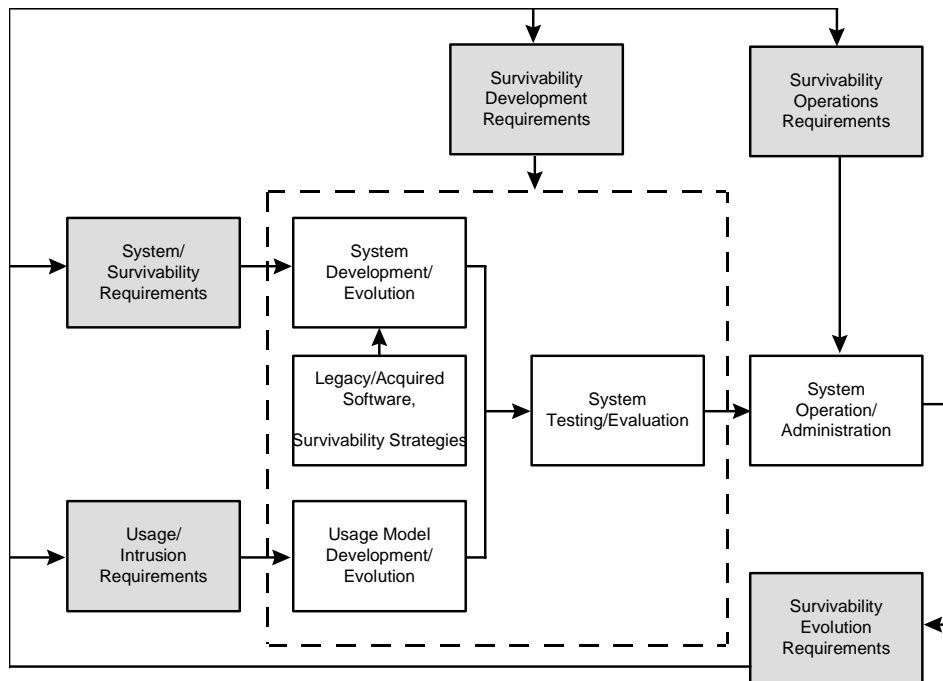 Survivability
Development
Requirements
Survivability
Operations
Requirements
System/
Survivability
Requirements
System
Development/
Evolution
Legacy/Acquired
Software,
Survivability Strategies
System
Testing/Evaluation
System
Operation/
Administration
Usage/
Intrusion
Requirements
Usage Model
Development/
Evolution
Survivability
Evolution
Requirements